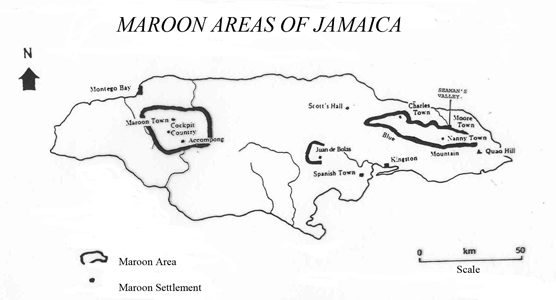 MAROON AREAS OF JAMAICA
N
Montego Bay
Maroon Town
Cockpit
Country
Accompong
Scott's Hall
SEAMAN'S
VALLEY.
Charles
Town
Moore
Town
Nanny Town
Blue
Mountain
Quao Hill
Juan de Bolas
Kingston
Spanish Town
0 km 50
Scale
Maroon Area
Maroon Settlement